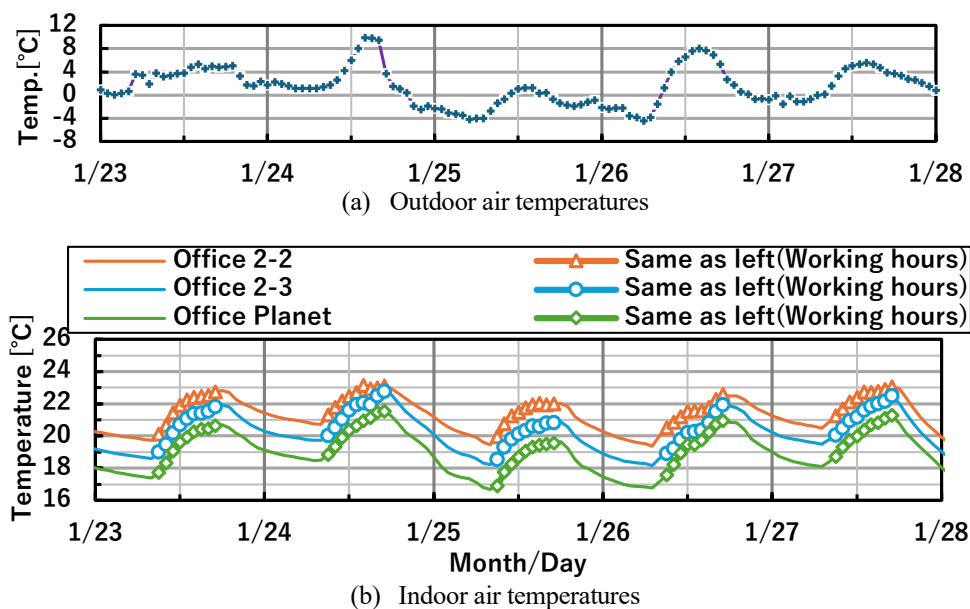 Temp.[°C]
12
8
4
0
-4
-8
1/23 1/24 1/25 1/26 1/27 1/28
(a) Outdoor air temperatures
Office 2-2 Same as left(Working hours)
Office 2-3 Same as left(Working hours)
Office Planet Same as left(Working hours)
Temperature [°C]
26
24
22
20
18
16
1/23 1/24 1/25 1/26 1/27 1/28
Month/Day
(b) Indoor air temperatures